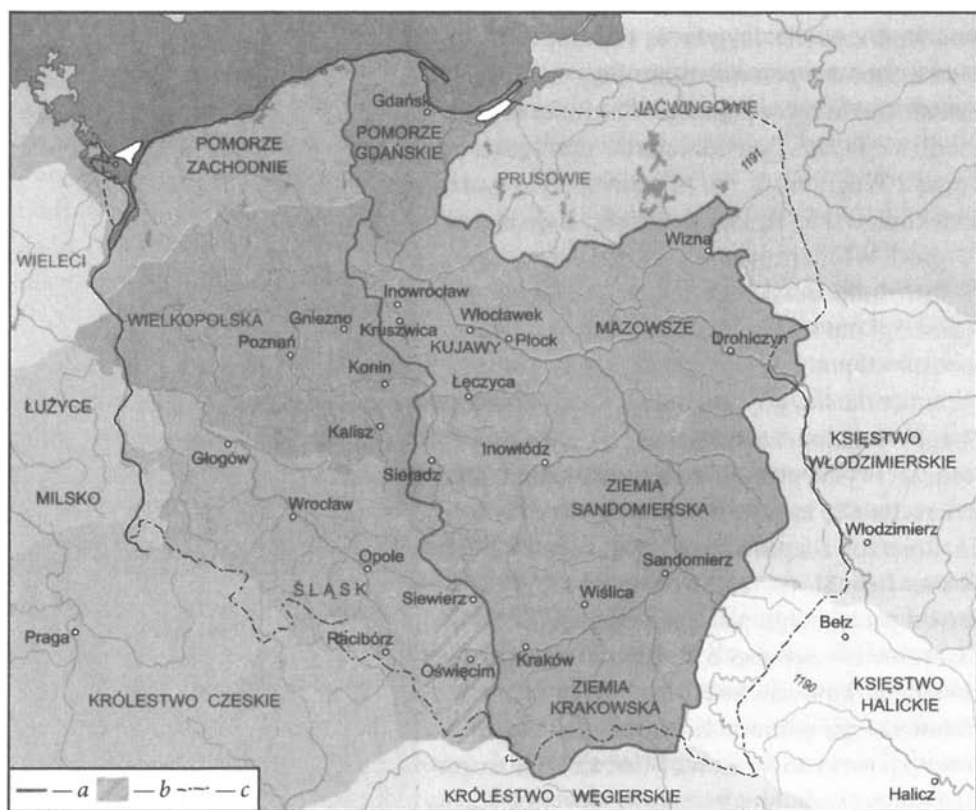 Gdańsk
JAĆWINGOWIE
POMORZE
ZACHODNIE
POMORZE
GDAŃSKIE
1191
PRUSOWIE
Wizna
WIELECI
Inowrocław
WIELKOPOLSKA
Gniezno
Kruszwica
Włocławek
MAZOWSZE
Poznań
KUJAWY
Płock
Drohiczyn
Konin
Łęczyca
ŁUŻYCE
Kalisz
KSIĘSTWO
WŁODZIMIERSKIE
Głogów
Sieradz
Inowłódz
MILSKO
ZIEMIA
SANDOMIERSKA
Wrocław
Włodzimierz
Opole
Sandomierz
ŚLĄSK
Siewierz
Wiślica
Praga
Racibórz
Bełz
Kraków
Oświęcim
KRÓLESTWO CZESKIE
ZIEMIA
KRAKOWSKA
1190
KSIĘSTWO
HALICKIE
— a — b — c
KRÓLESTWO WĘGIERSKIE
Halicz